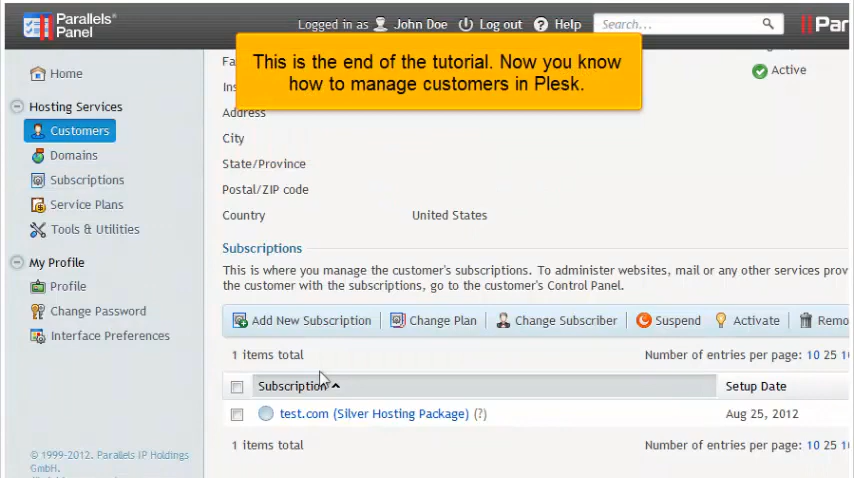 Parallels®
Panel
Logged in as John Doe Log out Help Search...
Par
This is the end of the tutorial. Now you know
how to manage customers in Plesk.
Home
Hosting Services
Customers
Domains
Subscriptions
Service Plans
Tools & Utilities
My Profile
Profile
Change Password
Interface Preferences
© 1999-2012. Parallels IP Holdings
GmbH.
Active
Address
City
State/Province
Postal/ZIP code
Country United States
Subscriptions
This is where you manage the customer's subscriptions. To administer websites, mail or any other services prov
the customer with the subscriptions, go to the customer's Control Panel.
Add New Subscription Change Plan Change Subscriber Suspend Activate Remo
1 items total Number of entries per page: 10 25
Subscription Setup Date
test.com (Silver Hosting Package) (?) Aug 25, 2012
1 items total Number of entries per page: 10 25